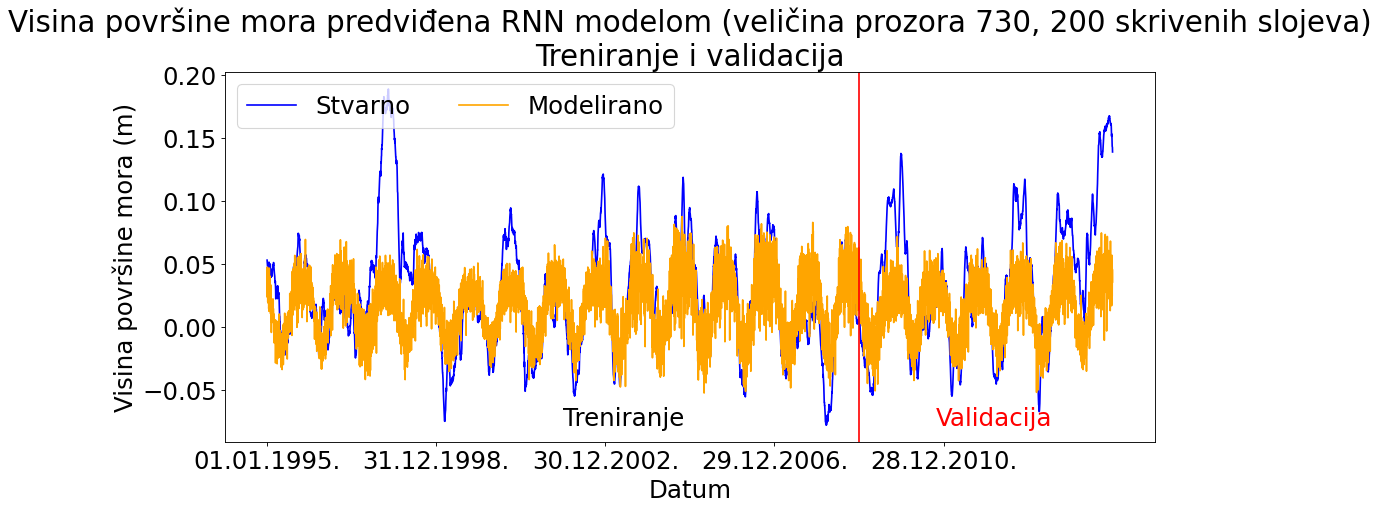 Visina površine mora predviđena RNN modelom (veličina prozora 730, 200 skrivenih slojeva)
Treniranje i validacija
Stvarno
Modelirano
Visina površine mora (m)
0.20
0.15
0.10
0.05
0.00
−0.05
Treniranje
Validacija
01.01.1995.
31.12.1998.
30.12.2002.
29.12.2006.
28.12.2010.
Datum